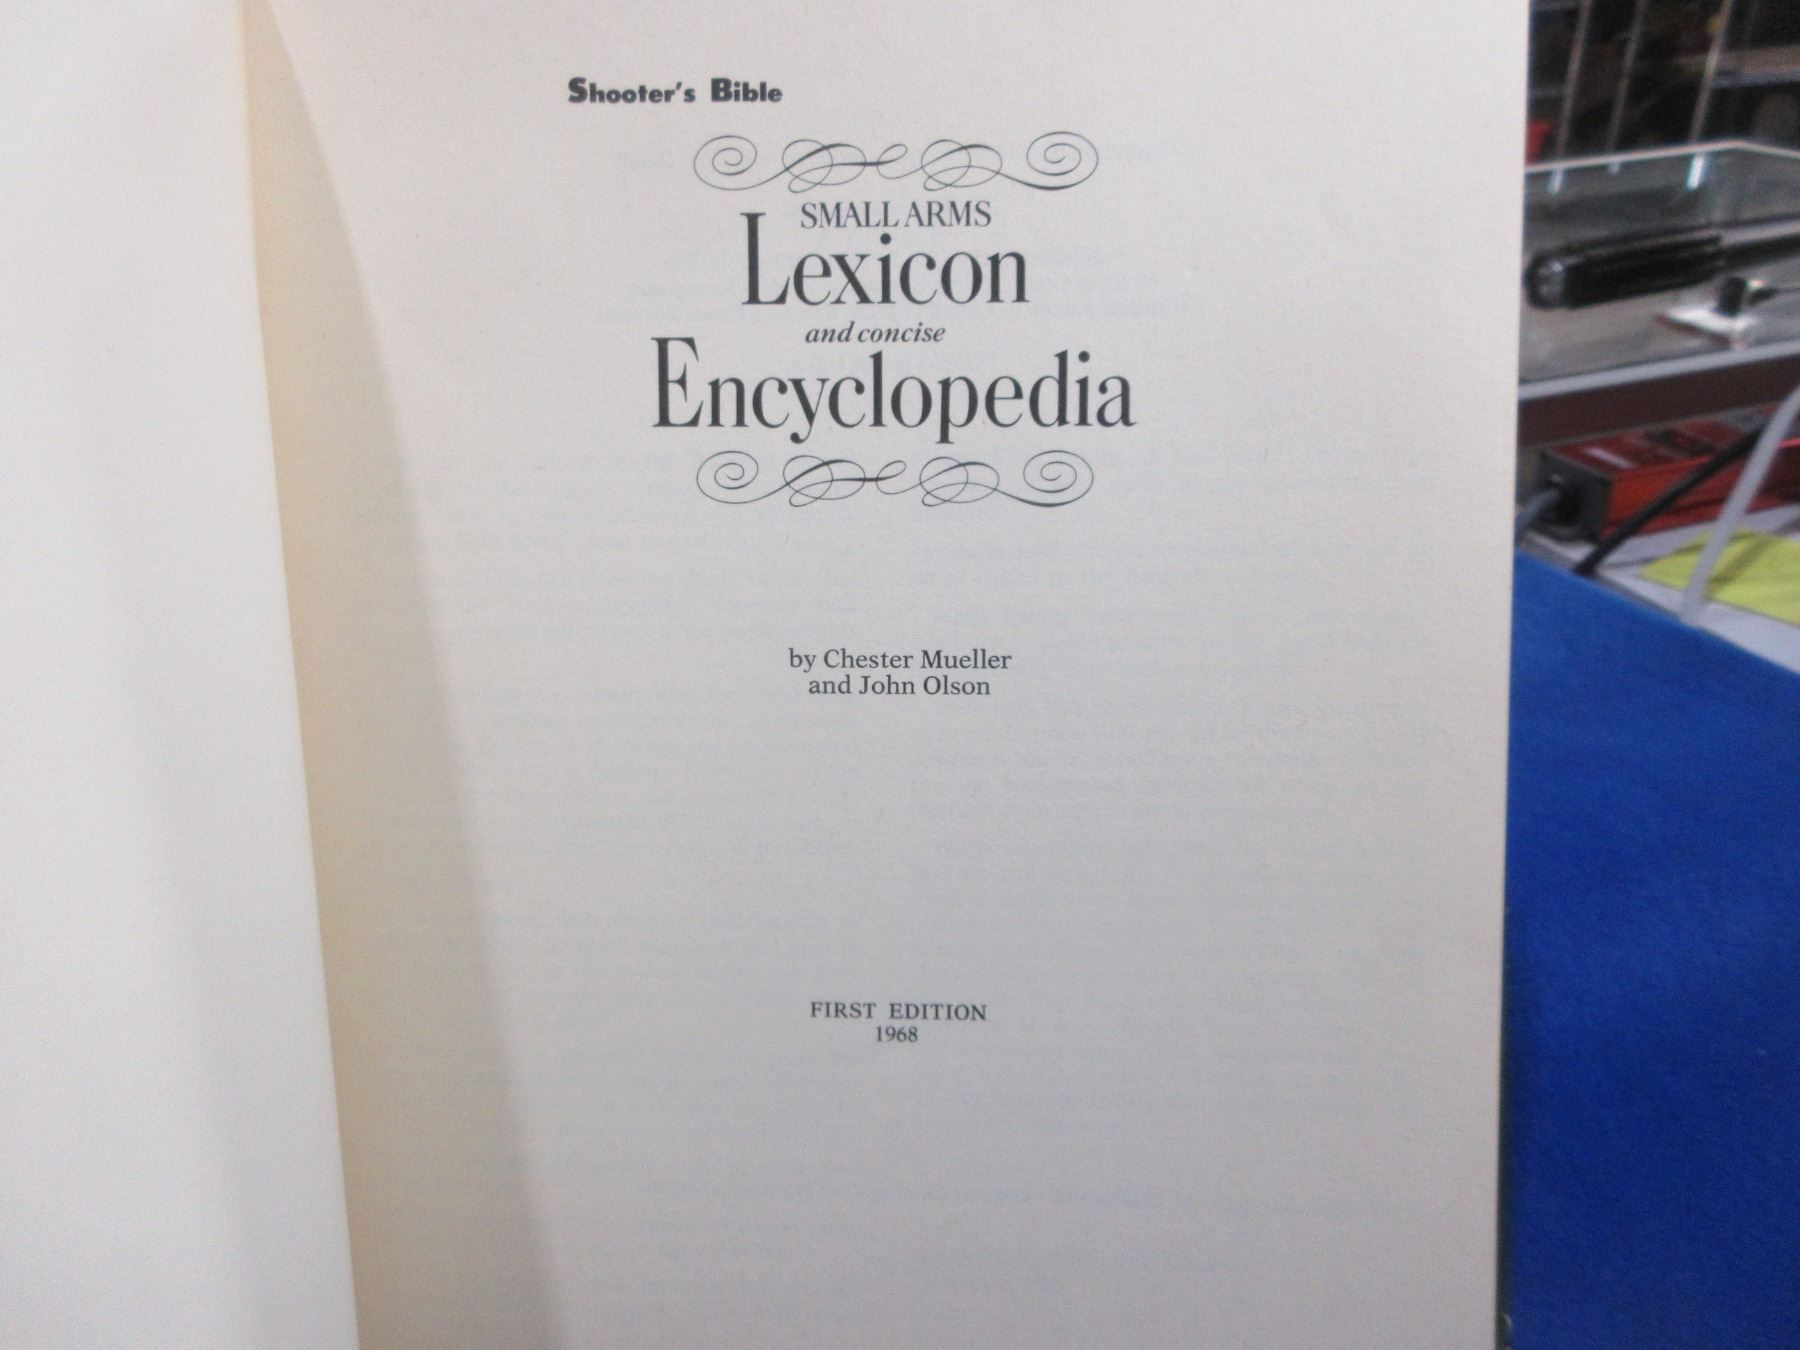 Shooter's Bible
SMALL ARMS
Lexicon
and concise
Encyclopedia
by Chester Mueller
and John Olson
FIRST EDITION
1968